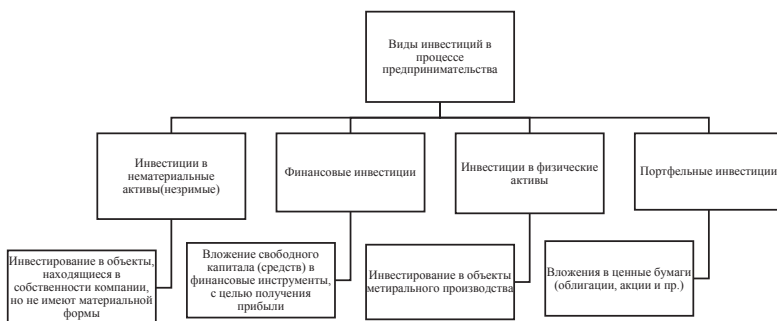 Виды инвестиций в
процессе
предпринимательства
Инвестиции в
нематериальные
активы(незримые)
Финансовые инвестиции
Инвестиции в физические
активы
Портфельные инвестиции
Инвестирование в объекты,
находящиеся в
собственности компании,
но не имеют материальной
формы
Вложение свободного
капитала (средств) в
финансовые инструменты,
с целью получения
прибыли
Инвестирование в объекты
метирального производства
Вложения в ценные бумаги
(облигации, акции и пр.)